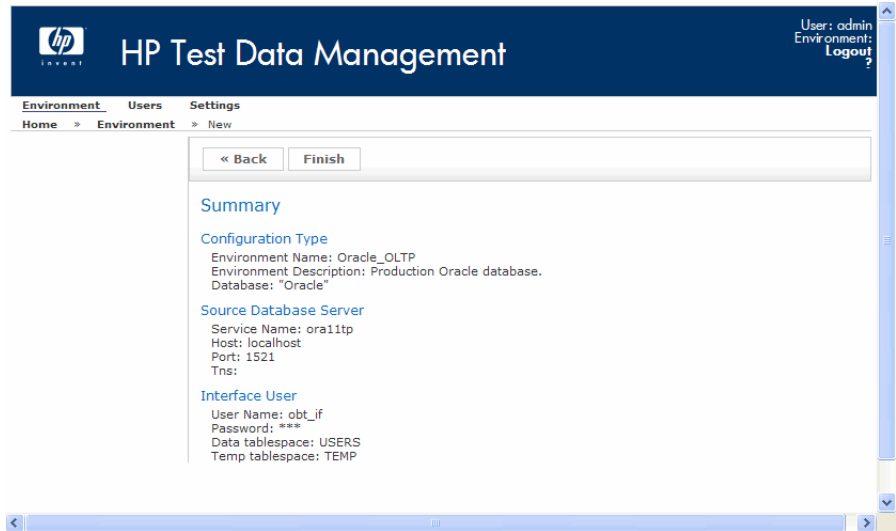 hp
invent
HP Test Data Management
User: admin
Environment:
Logout
?
Environment Users Settings
Home » Environment » New
« Back Finish
Summary
Configuration Type
Environment Name: Oracle_OLTP
Environment Description: Production Oracle database.
Database: "Oracle"
Source Database Server
Service Name: ora11tp
Host: localhost
Port: 1521
Tns:
Interface User
User Name: obt_if
Password: ***
Data tablespace: USERS
Temp tablespace: TEMP